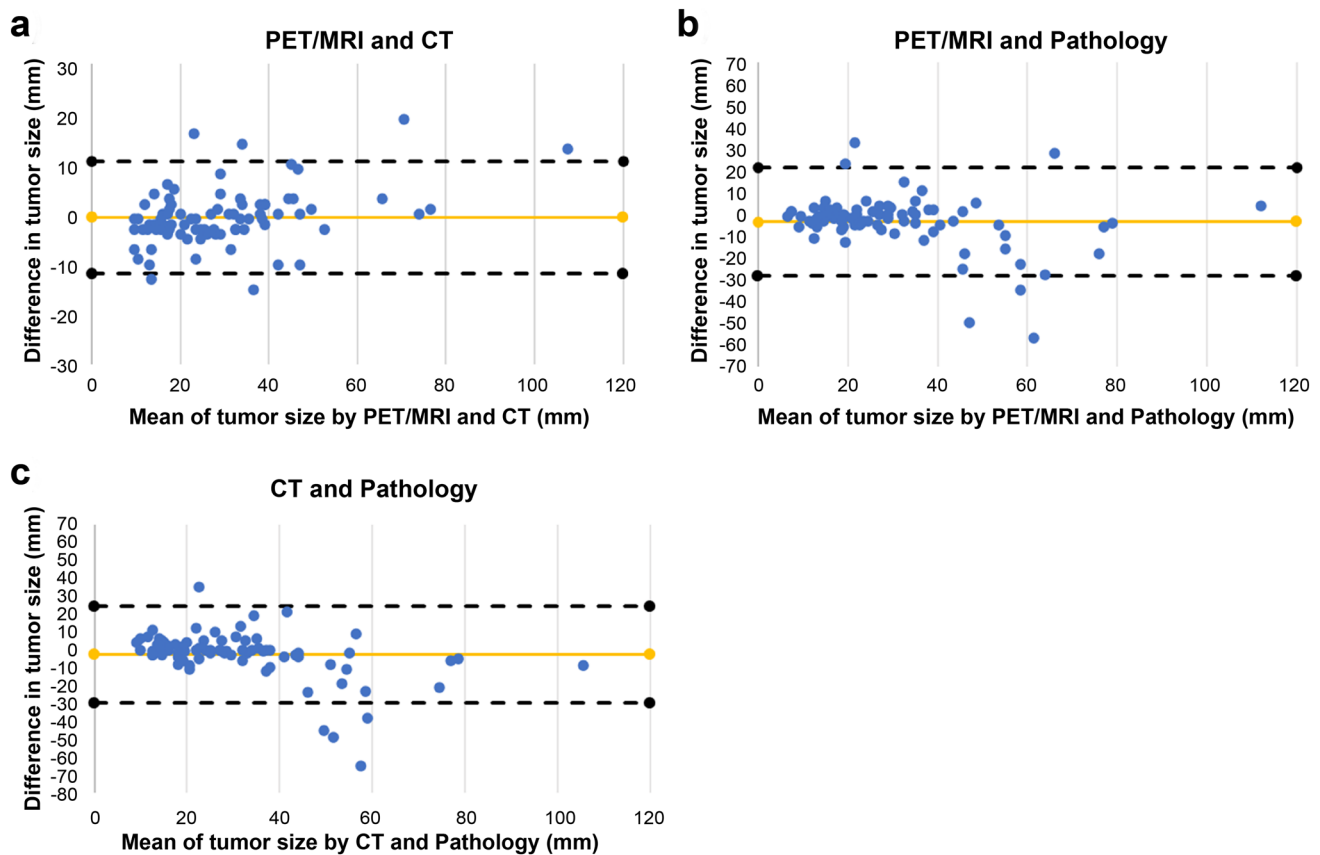 a
PET/MRI and CT
Difference in tumor size (mm)
30
20
10
0
-10
-20
-30
0 20 40 60 80 100 120
Mean of tumor size by PET/MRI and CT (mm)
b
PET/MRI and Pathology
Difference in tumor size (mm)
70
60
50
40
30
20
10
0
-10
-20
-30
-40
-50
-60
-70
0 20 40 60 80 100 120
Mean of tumor size by PET/MRI and Pathology (mm)
c
CT and Pathology
Difference in tumor size (mm)
70
60
50
40
30
20
10
0
-10
-20
-30
-40
-50
-60
-70
-80
0 20 40 60 80 100 120
Mean of tumor size by CT and Pathology (mm)